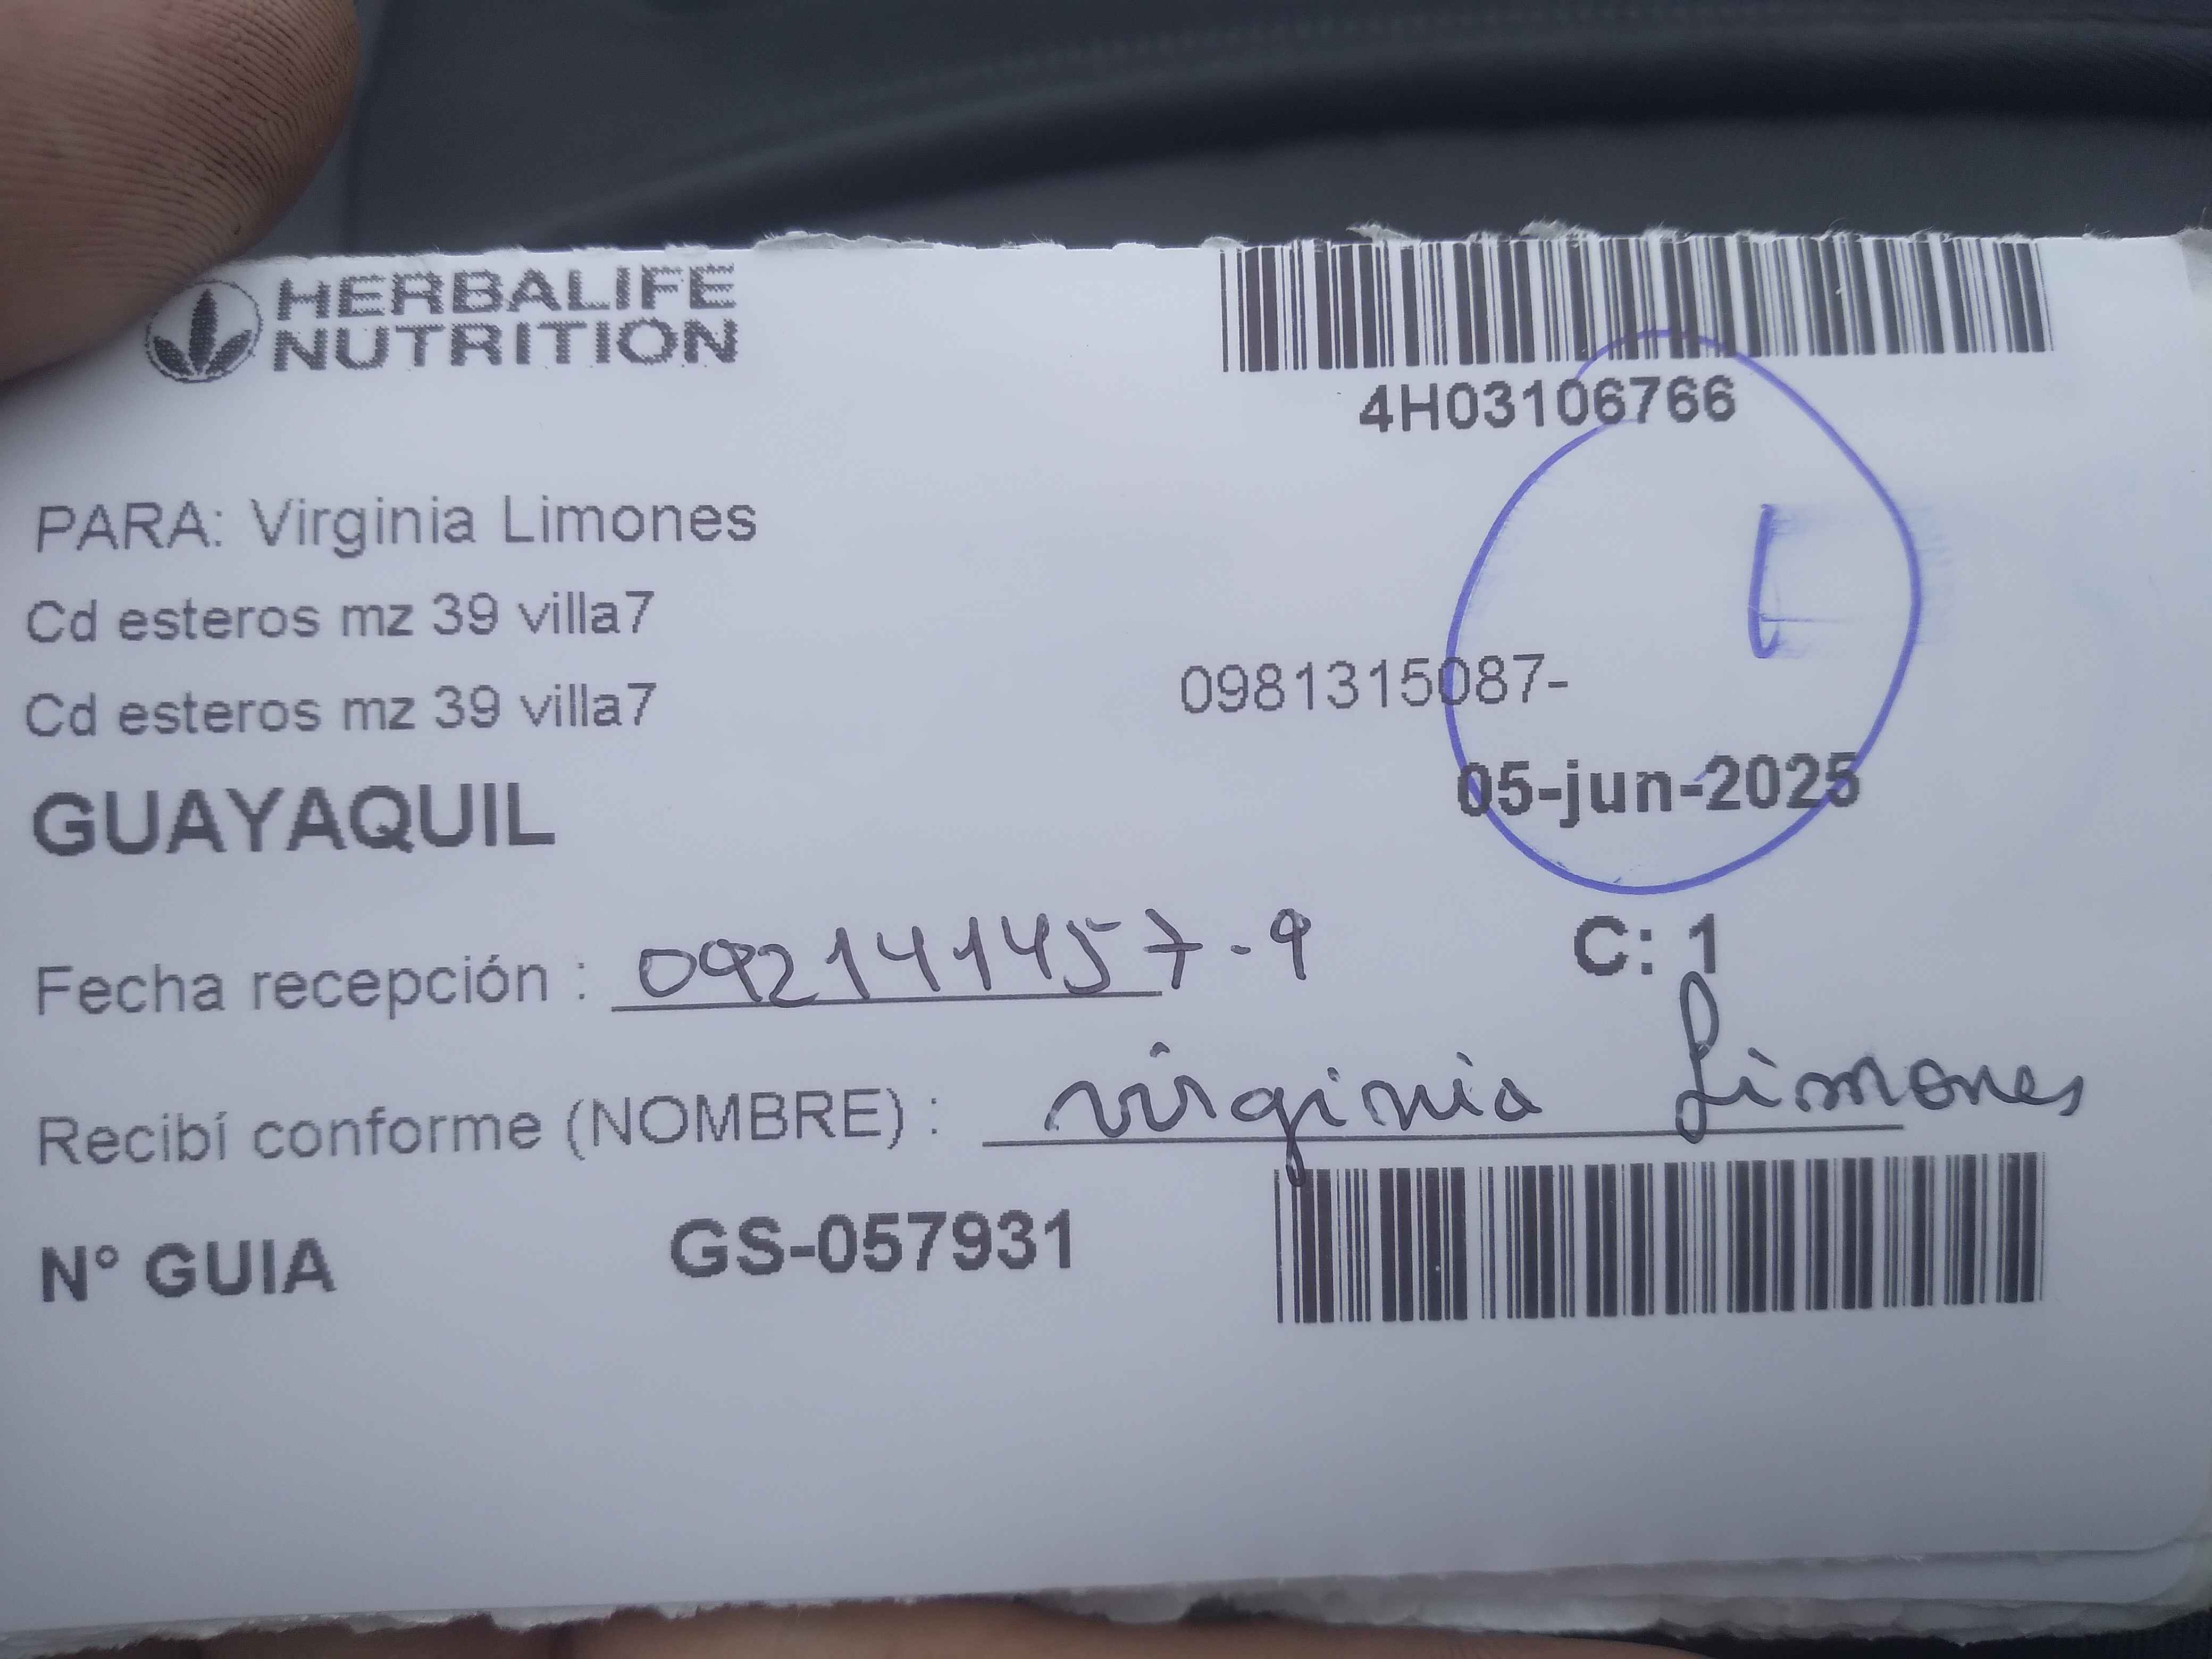 HERBALIFE
NUTRITION
4H03106766
PARA: Virginia Limones
Cd esteros mz 39 villa7
Cd esteros mz 39 villa7
0981315087-
GUAYAQUIL
05-jun-2025
Fecha recepción : 092141457-9
C: 1
Recibí conforme (NOMBRE) : virginia Limones
N° GUIA GS-057931